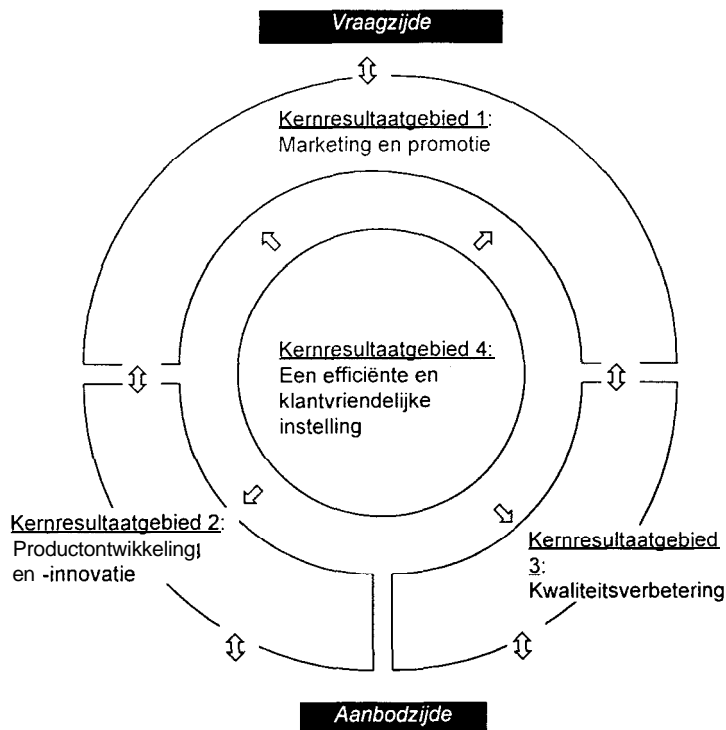 Vraagzijde
Kernresultaatgebied 1:
Marketing en promotie
Kernresultaatgebied 4:
Een efficiënte en
klantvriendelijke
instelling
Kernresultaatgebied 2:
Productontwikkeling
en -innovatie
Kernresultaatgebied
3:
Kwaliteitsverbetering
Aanbodzijde